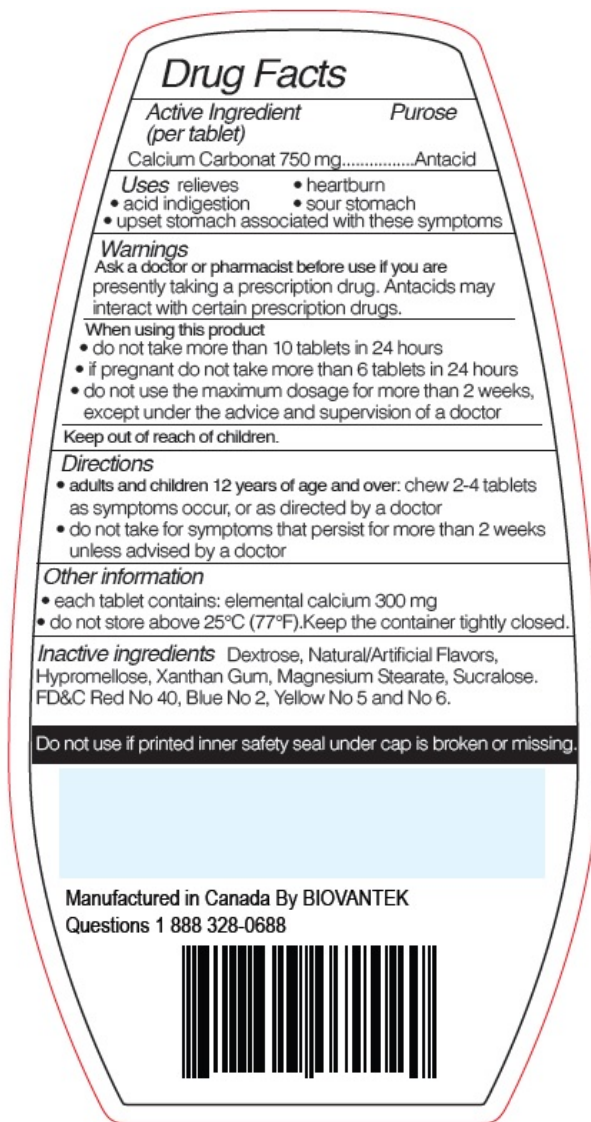 Drug Facts
Active Ingredient Purose
(per tablet)
Calcium Carbonat 750 mg................Antacid
Uses relieves • heartburn
• acid indigestion • sour stomach
• upset stomach associated with these symptoms
Warnings
Ask a doctor or pharmacist before use if you are
presently taking a prescription drug. Antacids may
interact with certain prescription drugs.
When using this product
• do not take more than 10 tablets in 24 hours
• if pregnant do not take more than 6 tablets in 24 hours
• do not use the maximum dosage for more than 2 weeks,
except under the advice and supervision of a doctor
Keep out of reach of children.
Directions
• adults and children 12 years of age and over: chew 2-4 tablets
as symptoms occur, or as directed by a doctor
• do not take for symptoms that persist for more than 2 weeks
unless advised by a doctor
Other information
• each tablet contains: elemental calcium 300 mg
• do not store above 25°C (77°F).Keep the container tightly closed.
Inactive ingredients Dextrose, Natural/Artificial Flavors,
Hypromellose, Xanthan Gum, Magnesium Stearate, Sucralose.
FD&C Red No 40, Blue No 2, Yellow No 5 and No 6.
Do not use if printed inner safety seal under cap is broken or missing.
Manufactured in Canada By BIOVANTEK
Questions 1 888 328-0688